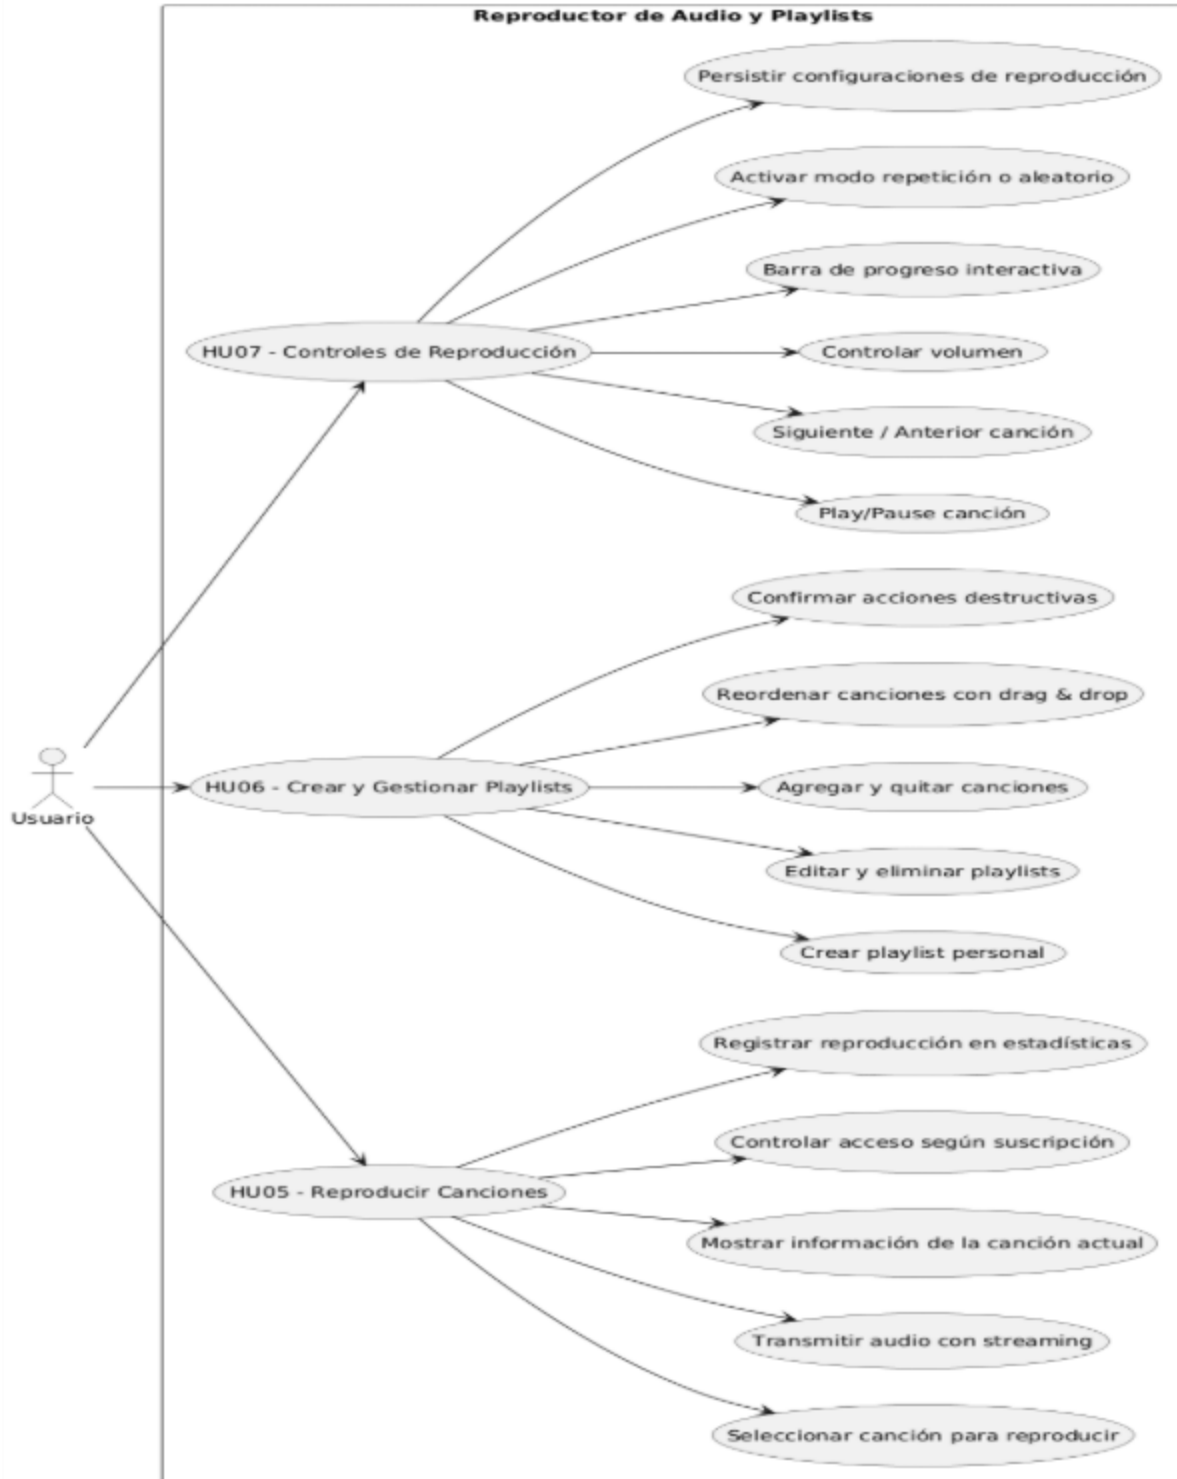 Reproductor de Audio y Playlists
Persistir configuraciones de reproducción
Activar modo repetición o aleatorio
Barra de progreso interactiva
HU07 - Controles de Reproducción
Controlar volumen
Siguiente / Anterior canción
Play/Pause canción
Confirmar acciones destructivas
Reordenar canciones con drag & drop
HU06 - Crear y Gestionar Playlists
Agregar y quitar canciones
Usuario
Editar y eliminar playlists
Crear playlist personal
Registrar reproducción en estadísticas
Controlar acceso según suscripción
HU05 - Reproducir Canciones
Mostrar información de la canción actual
Transmitir audio con streaming
Seleccionar canción para reproducir